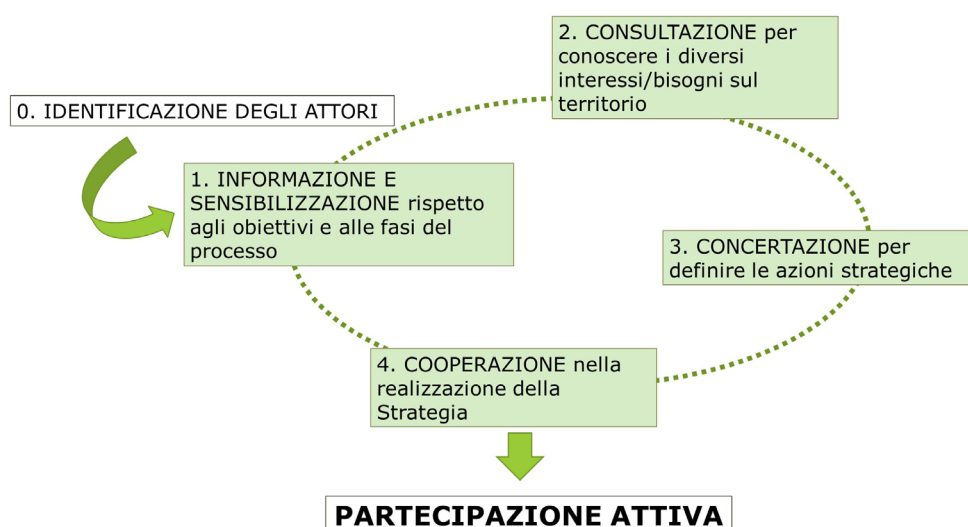 0. IDENTIFICAZIONE DEGLI ATTORI
1. INFORMAZIONE E
SENSIBILIZZAZIONE rispetto
agli obiettivi e alle fasi del
processo
2. CONSULTAZIONE per
conoscere i diversi
interessi/bisogni sul
territorio
3. CONCERTAZIONE per
definire le azioni strategiche
4. COOPERAZIONE nella
realizzazione della
Strategia
PARTECIPAZIONE ATTIVA